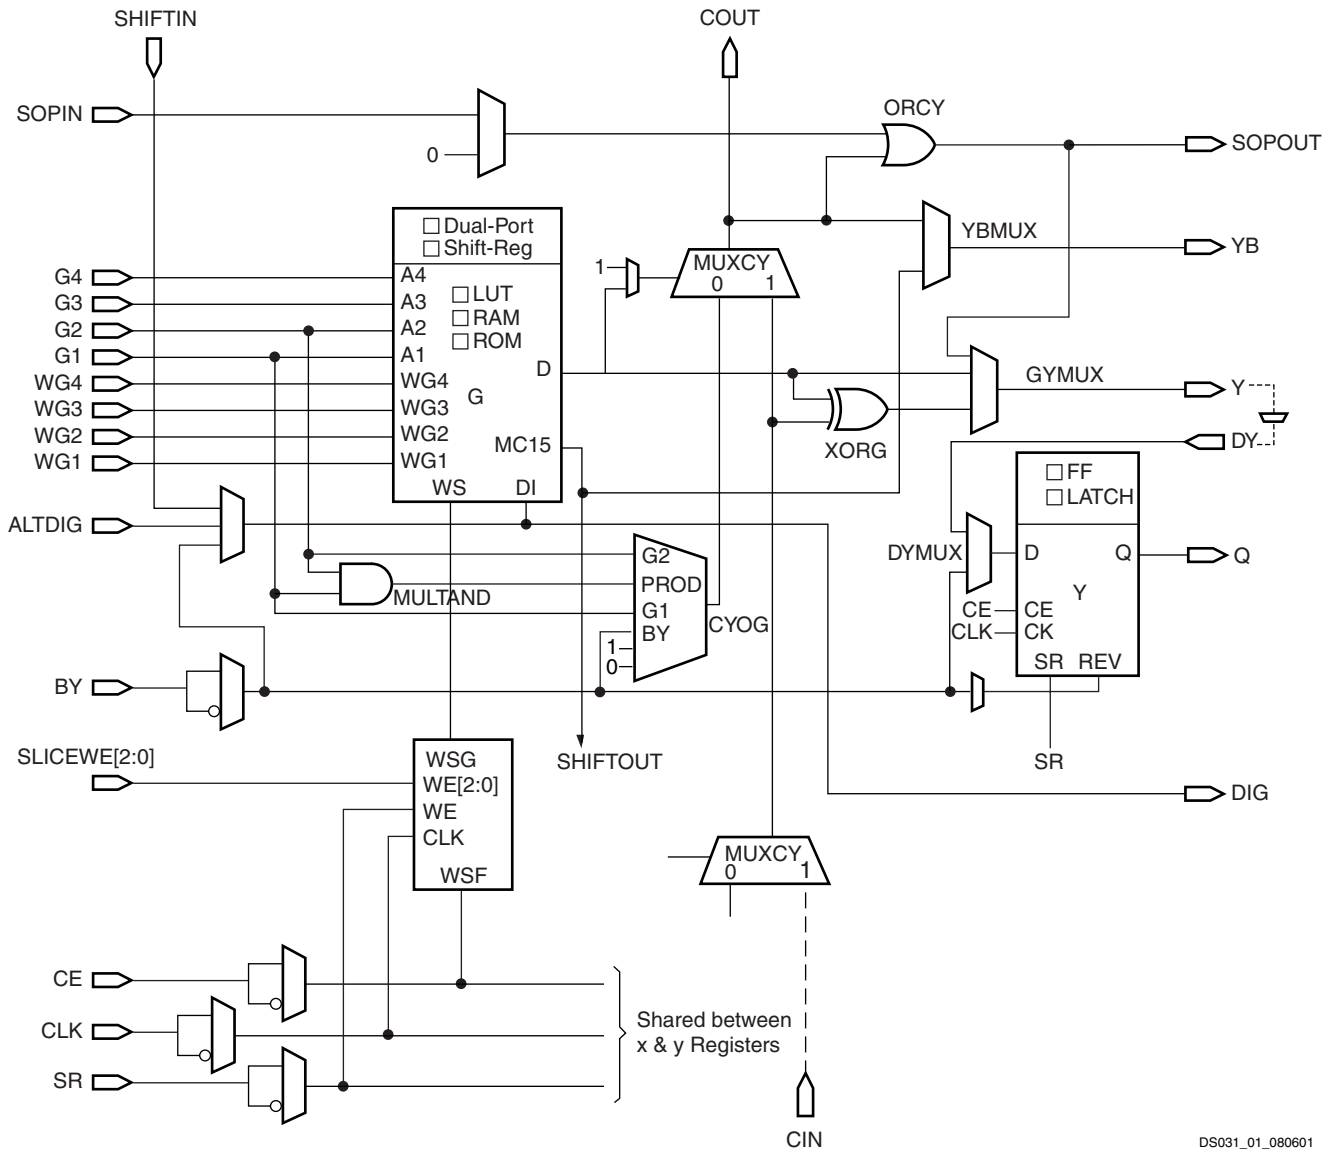 SHIFTIN
COUT
SOPIN
0
ORCY
SOPOUT
Dual-Port
Shift-Reg
YBMUX
YB
MUXCY
0 1
1
G4
G3
G2
G1
WG4
WG3
WG2
WG1
A4
A3
A2
A1
WG4
WG3
WG2
WG1
LUT
RAM
ROM
D
G
MC15
WS
DI
GYMUX
Y
XORG
DY
FF
LATCH
ALTDIG
G2
PROD
G1
BY
1
0
MULTAND
CYOG
DYMUX
D
Q
Q
Y
CE
CE
CLK
CK
SR REV
BY
SHIFTOUT
SR
SLICEWE[2:0]
WSG
WE[2:0]
WE
CLK
WSF
DIG
MUXCY
0 1
CE
CLK
SR
Shared between
x & y Registers
CIN
DS031_01_080601